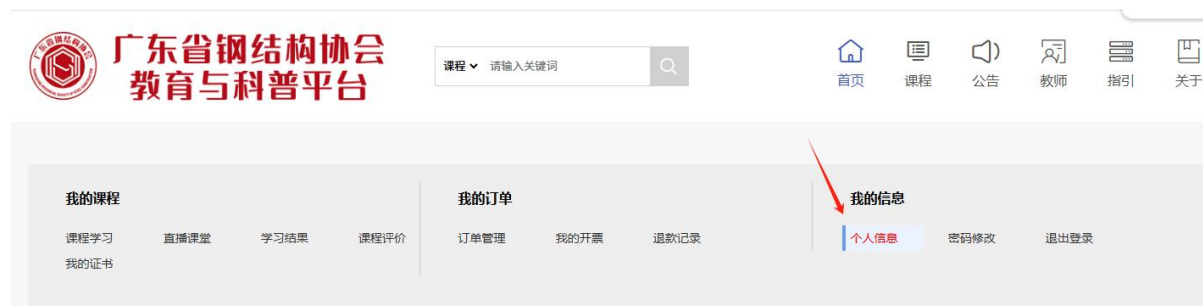 广东省钢结构协会
教育与科普平台
课程 请输入关键词
首页 课程 公告 教师 指引 关于
我的课程 我的订单 我的信息
课程学习 直播课堂 学习结果 课程评价 订单管理 我的开票 退款记录 个人信息 密码修改 退出登录
我的证书